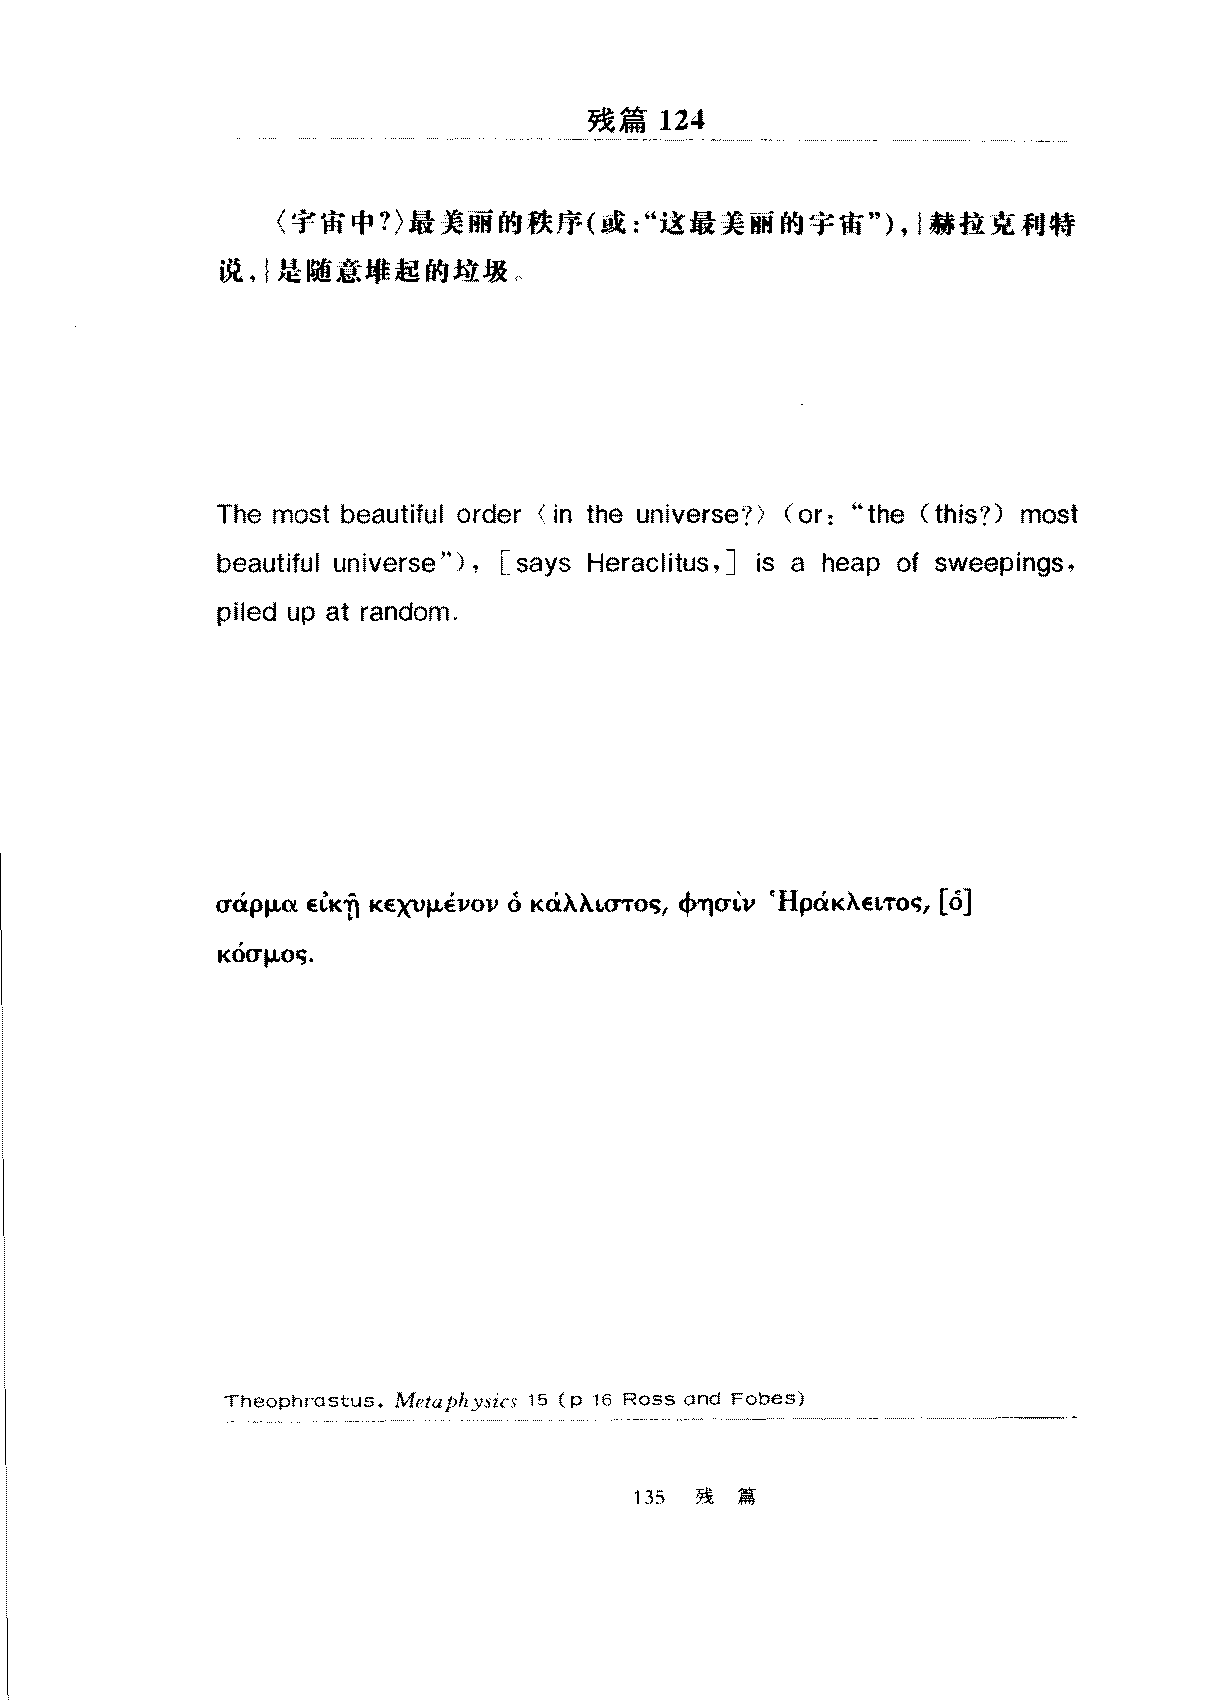 残篇 124
〈宇宙中?〉最美丽的秩序(或:“这最美丽的宇宙”),{赫拉克利特
说,}是随意堆起的垃圾。
The most beautiful order 〈in the universe?〉 (or: “the (this?) most
beautiful universe”), [says Heraclitus,] is a heap of sweepings,
piled up at random.
σάρμα εἰκῇ κεχυμένον ὁ κάλλιστος, φησὶν Ἡράκλειτος, [ὁ]
κόσμος.
Theophrastus, Metaphysics 15 (p 16 Ross and Fobes)
135 残 篇